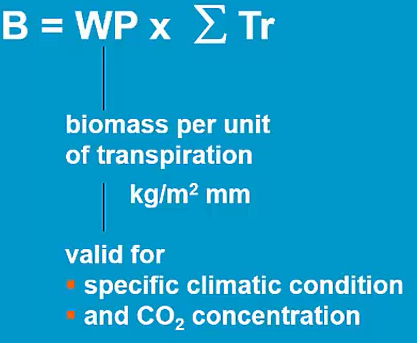 B = WP x ∑ Tr
biomass per unit
of transpiration
kg/m² mm
valid for
▪ specific climatic condition
▪ and CO₂ concentration